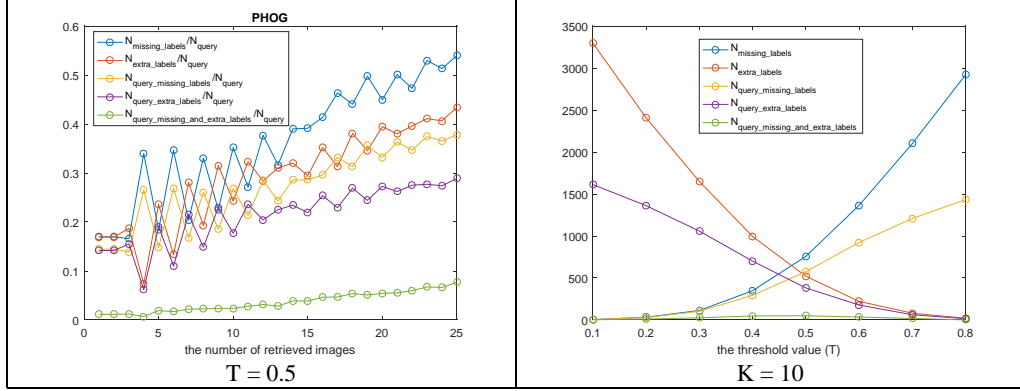 PHOG
0.6
0.5
0.4
0.3
0.2
0.1
0
N_missing_labels/N_query
N_extra_labels/N_query
N_query_missing_labels/N_query
N_query_extra_labels/N_query
N_query_missing_and_extra_labels/N_query
0 5 10 15 20 25
the number of retrieved images
T = 0.5
3500
3000
2500
2000
1500
1000
500
0
N_missing_labels
N_extra_labels
N_query_missing_labels
N_query_extra_labels
N_query_missing_and_extra_labels
0.1 0.2 0.3 0.4 0.5 0.6 0.7 0.8
the threshold value (T)
K = 10